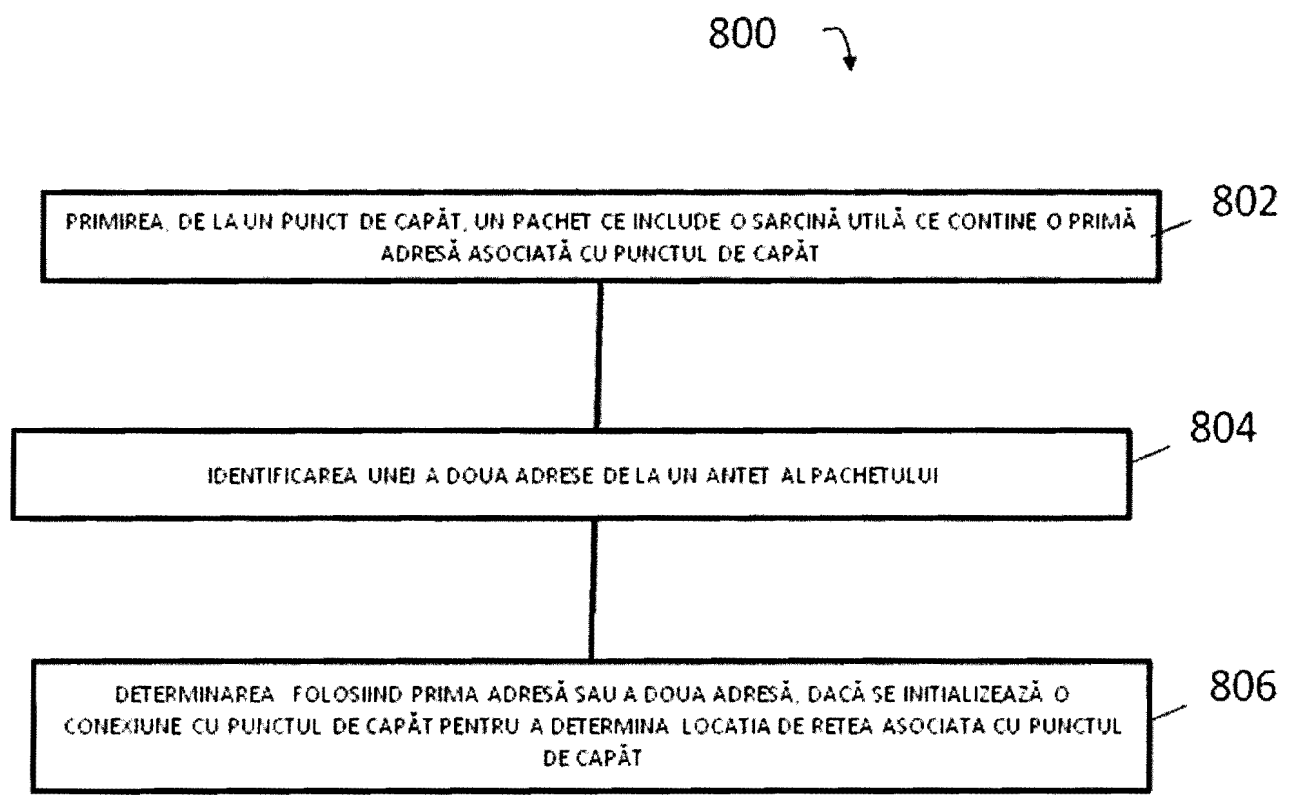 800
PRIMIREA, DE LA UN PUNCT DE CAPĂT, UN PACHET CE INCLUDE O SARCINĂ UTILĂ CE CONTINE O PRIMĂ
ADRESĂ ASOCIATĂ CU PUNCTUL DE CAPĂT
802
IDENTIFICAREA UNEI A DOUA ADRESE DE LA UN ANTET AL PACHETULUI
804
DETERMINAREA FOLOSIIND PRIMA ADRESĂ SAU A DOUA ADRESĂ, DACĂ SE INITIALIZEAZĂ O
CONEXIUNE CU PUNCTUL DE CAPĂT PENTRU A DETERMINA LOCATIA DE RETEA ASOCIATA CU PUNCTUL
DE CAPĂT
806